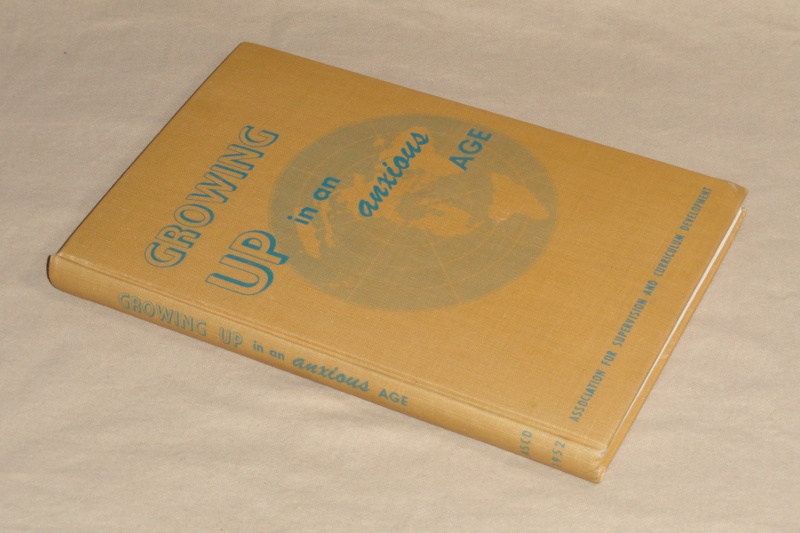 GROWING
UP in an anxious AGE
ASSOCIATION FOR SUPERVISION AND CURRICULUM DEVELOPMENT
GROWING UP in an anxious AGE
ASCD
1952